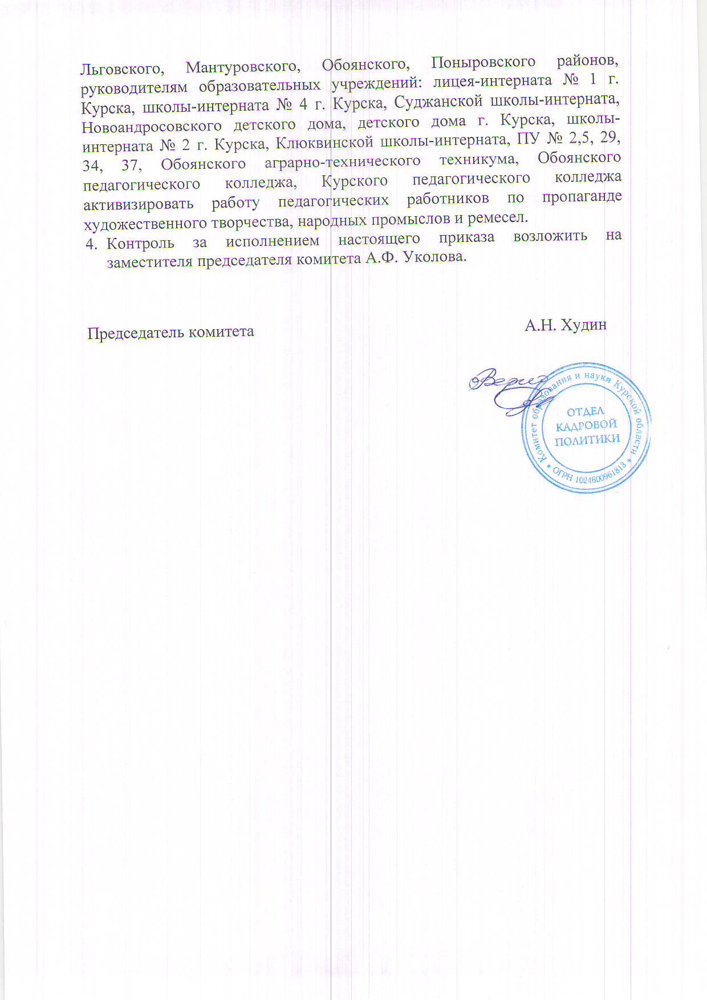 Льговского, Мантуровского, Обоянского, Поныровского районов,
руководителям образовательных учреждений: лицея-интерната № 1 г.
Курска, школы-интерната № 4 г. Курска, Суджанской школы-интерната,
Новоандросовского детского дома, детского дома г. Курска, школы-
интерната № 2 г. Курска, Клюквинской школы-интерната, ПУ № 2,5, 29,
34, 37, Обоянского аграрно-технического техникума, Обоянского
педагогического колледжа, Курского педагогического колледжа
активизировать работу педагогических работников по пропаганде
художественного творчества, народных промыслов и ремесел.
4. Контроль за исполнением настоящего приказа возложить на
заместителя председателя комитета А.Ф. Уколова.
Председатель комитета А.Н. Худин
Верно
Комитет образования и науки Курской области
ОТДЕЛ
КАДРОВОЙ
ПОЛИТИКИ
* ОГРН 1024600961813 *